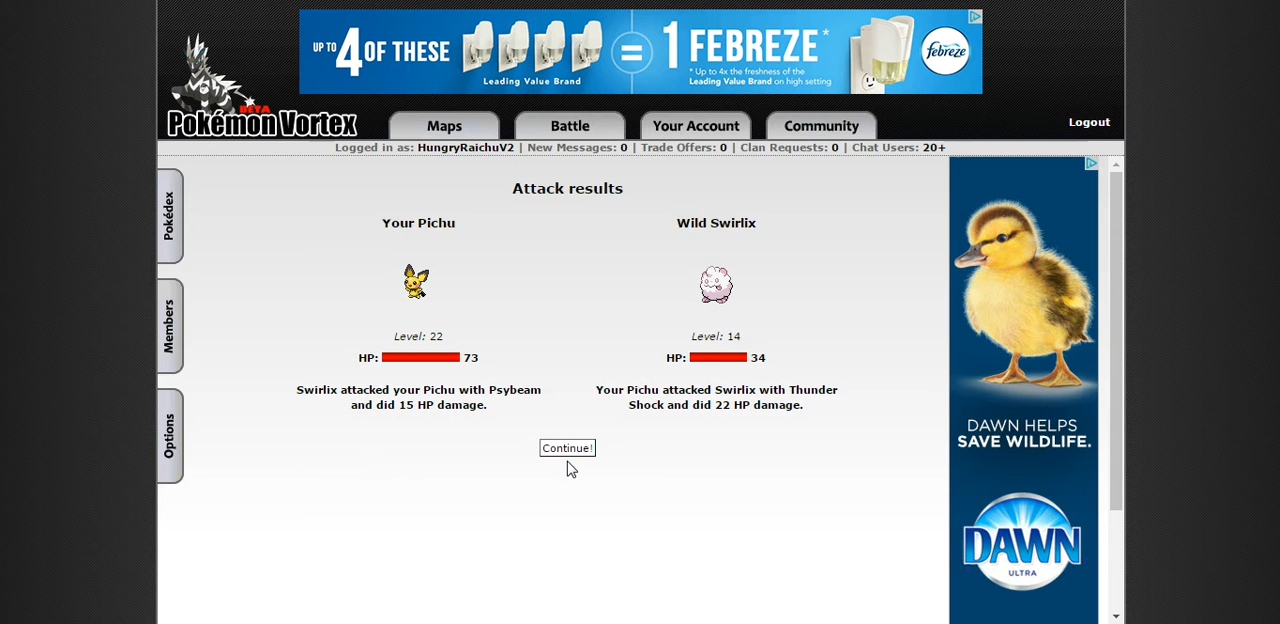 UP TO 4 OF THESE = 1 FEBREZE*
Leading Value Brand
* Up to 4x the freshness of the
Leading Value Brand on high setting
febreze
BETA
Pokémon Vortex
Maps
Battle
Your Account
Community
Logout
Logged in as: HungryRaichuV2 | New Messages: 0 | Trade Offers: 0 | Clan Requests: 0 | Chat Users: 20+
Pokédex
Members
Options
Attack results
Your Pichu
Wild Swirlix
Level: 22
Level: 14
HP: 73
HP: 34
Swirlix attacked your Pichu with Psybeam
and did 15 HP damage.
Your Pichu attacked Swirlix with Thunder
Shock and did 22 HP damage.
Continue!
DAWN HELPS
SAVE WILDLIFE.
DAWN
ULTRA